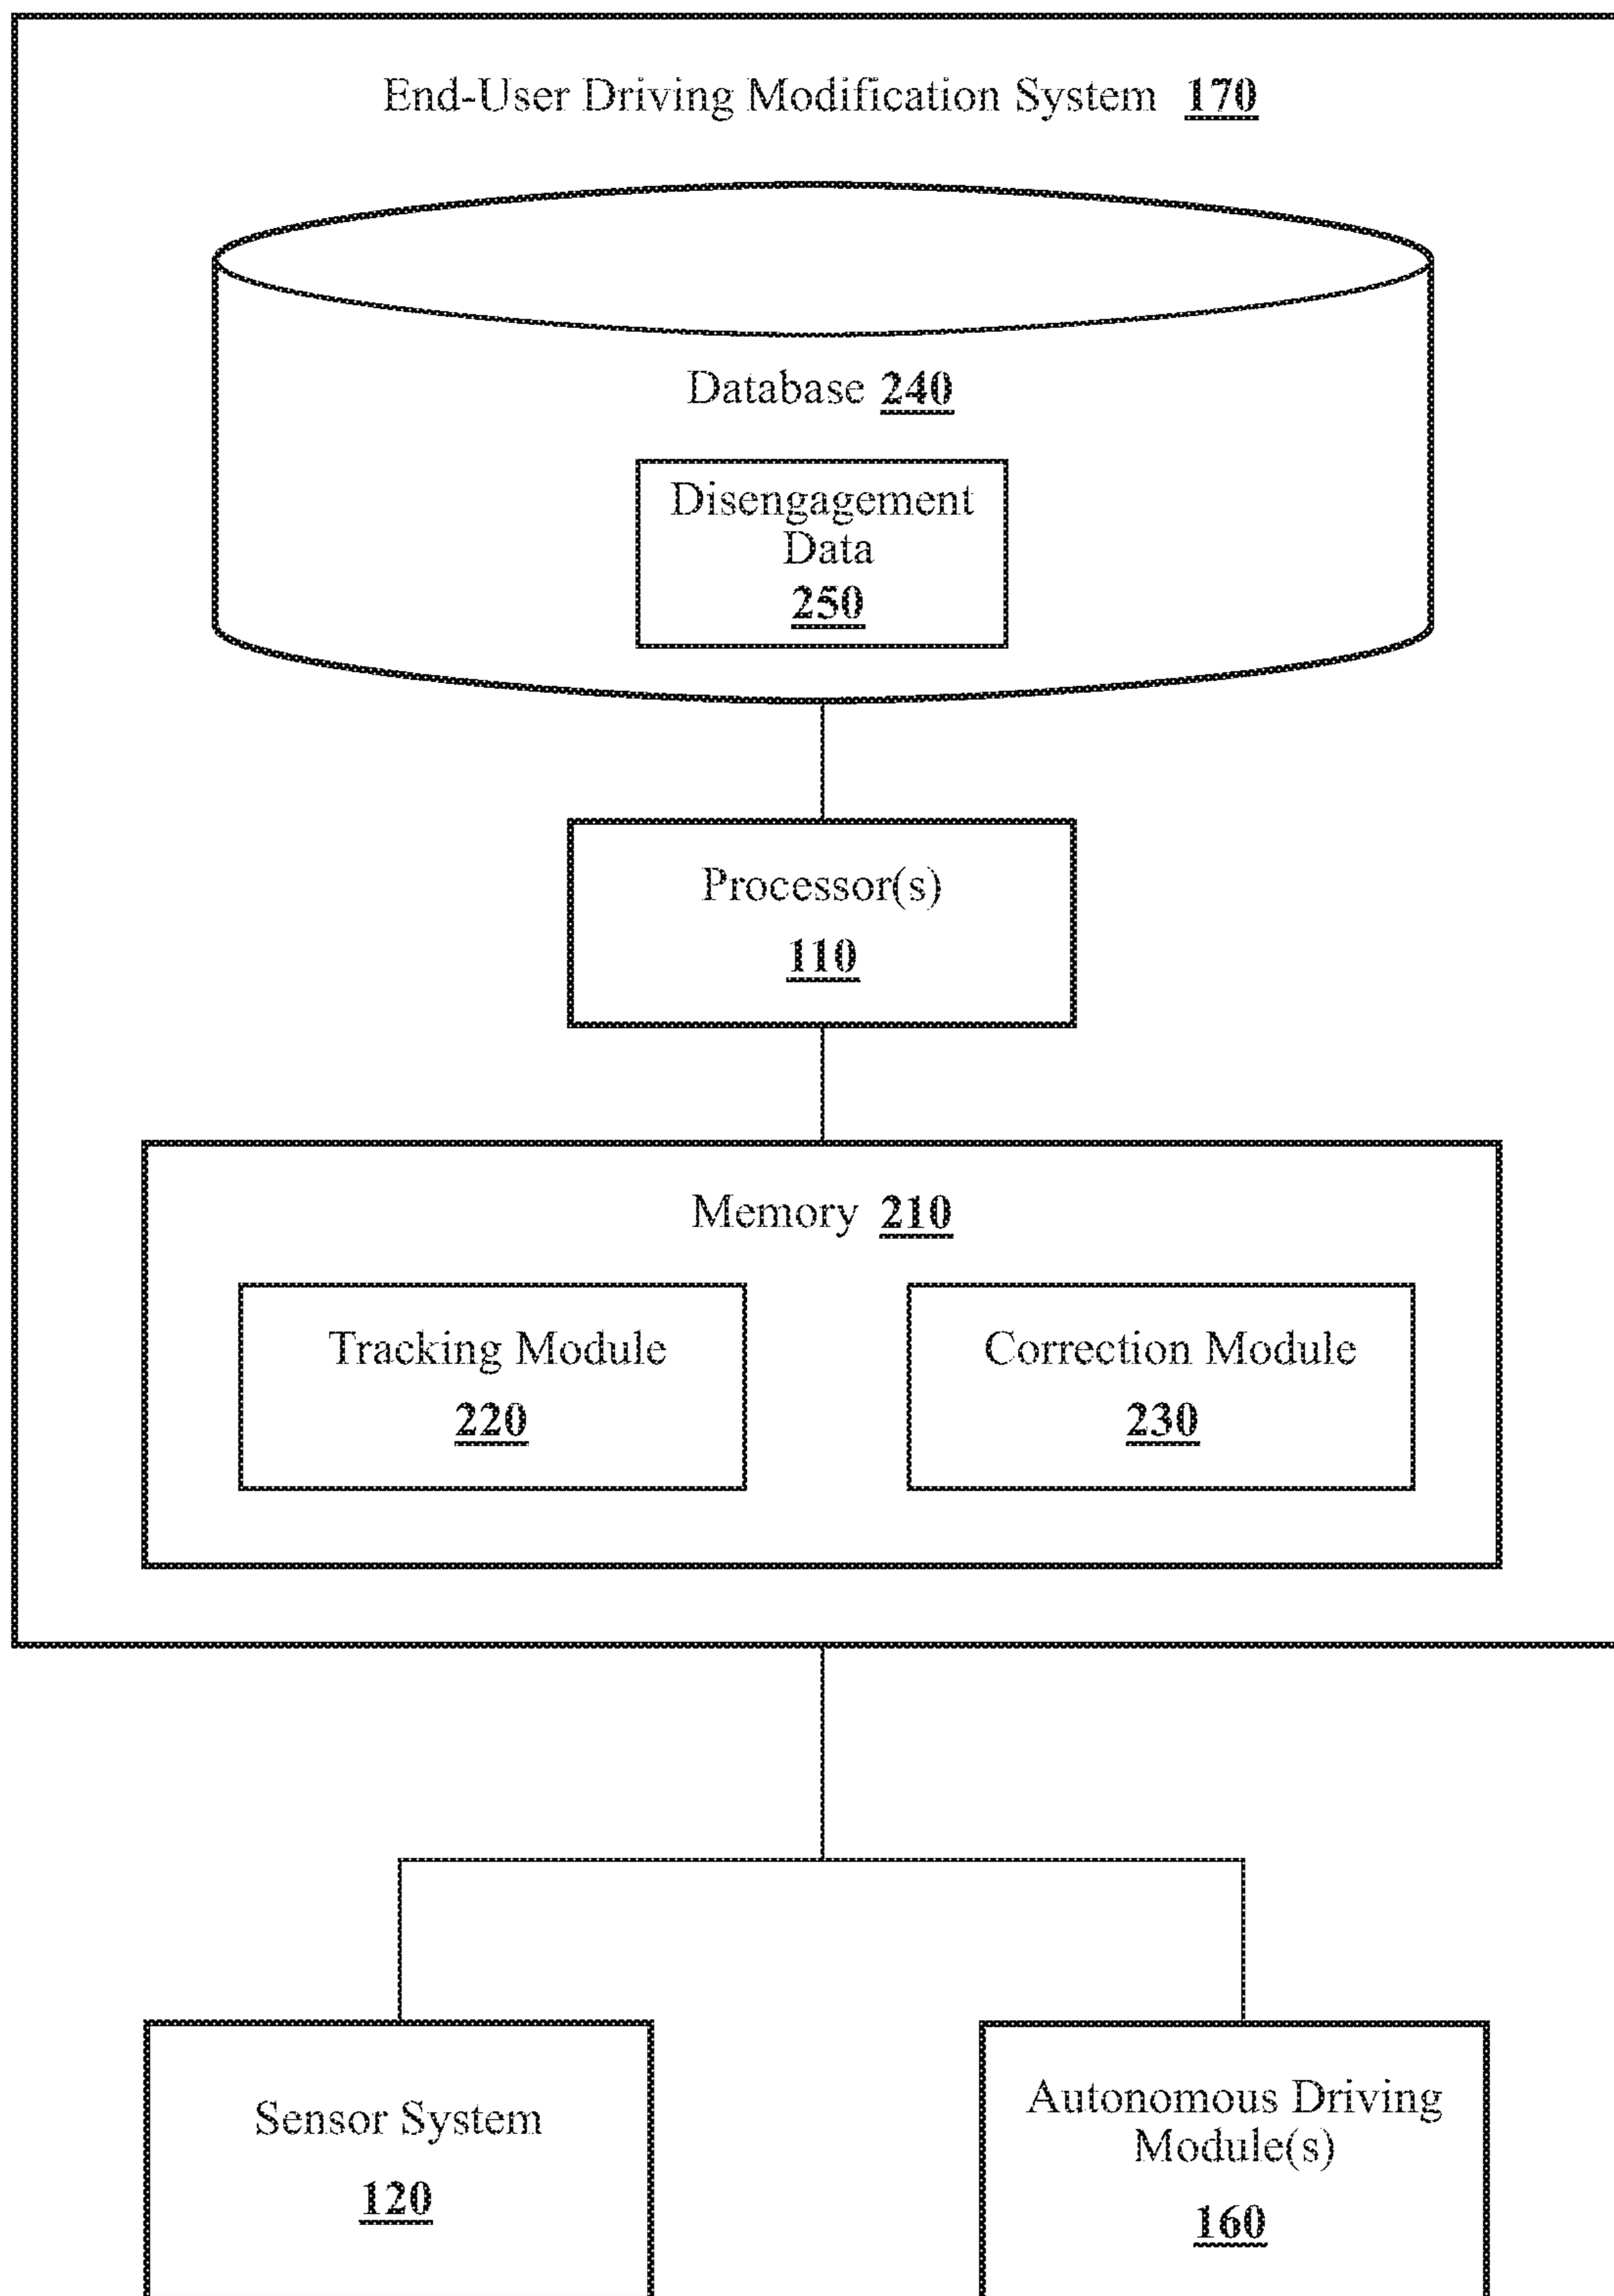 End-User Driving Modification System 170
Database 240
Disengagement
Data
250
Processor(s)
110
Memory 210
Tracking Module
220
Correction Module
230
Sensor System
120
Autonomous Driving
Module(s)
160